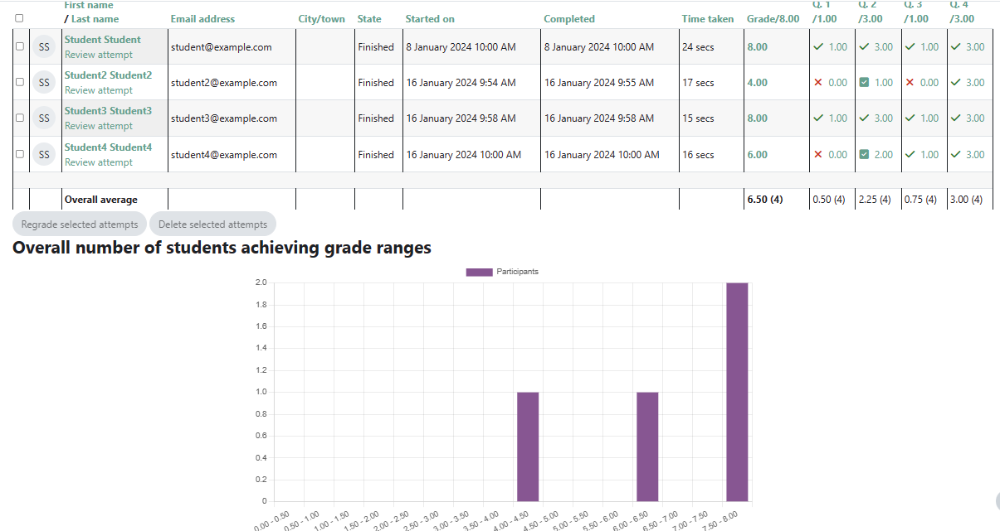 First name Q. 1 Q. 2 Q. 3 Q. 4
/ Last name Email address City/town State Started on Completed Time taken Grade/8.00 /1.00 /3.00 /1.00 /3.00
SS Student Student student@example.com Finished 8 January 2024 10:00 AM 8 January 2024 10:00 AM 24 secs 8.00 1.00 3.00 1.00 3.00
Review attempt
SS Student2 Student2 student2@example.com Finished 16 January 2024 9:54 AM 16 January 2024 9:55 AM 17 secs 4.00 0.00 1.00 0.00 3.00
Review attempt
SS Student3 Student3 student3@example.com Finished 16 January 2024 9:58 AM 16 January 2024 9:58 AM 15 secs 8.00 1.00 3.00 1.00 3.00
Review attempt
SS Student4 Student4 student4@example.com Finished 16 January 2024 10:00 AM 16 January 2024 10:00 AM 16 secs 6.00 0.00 2.00 1.00 3.00
Review attempt
Overall average 6.50 (4) 0.50 (4) 2.25 (4) 0.75 (4) 3.00 (4)
Regrade selected attempts Delete selected attempts
Overall number of students achieving grade ranges
Participants
2.0
1.8
1.6
1.4
1.2
1.0
0.8
0.6
0.4
0.2
0
0.00 - 0.50 0.50 - 1.00 1.00 - 1.50 1.50 - 2.00 2.00 - 2.50 2.50 - 3.00 3.00 - 3.50 3.50 - 4.00 4.00 - 4.50 4.50 - 5.00 5.00 - 5.50 5.50 - 6.00 6.00 - 6.50 6.50 - 7.00 7.00 - 7.50 7.50 - 8.00